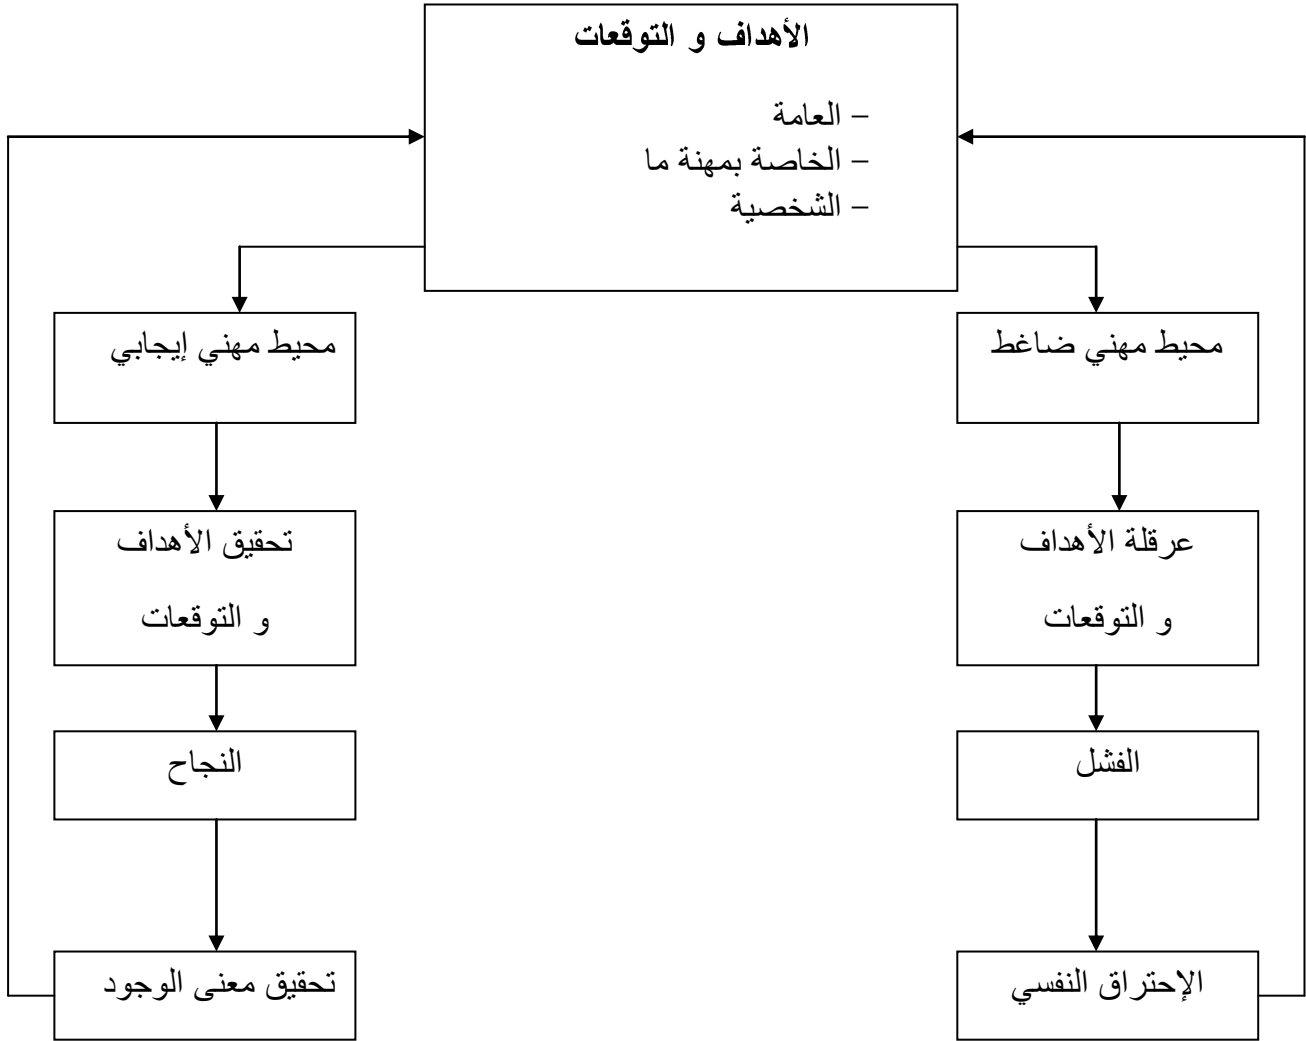 الأهداف و التوقعات
– العامة
– الخاصة بمهنة ما
– الشخصية
محيط مهني ضاغط
محيط مهني إيجابي
عرقلة الأهداف
و التوقعات
تحقيق الأهداف
و التوقعات
الفشل
النجاح
الإحتراق النفسي
تحقيق معنى الوجود